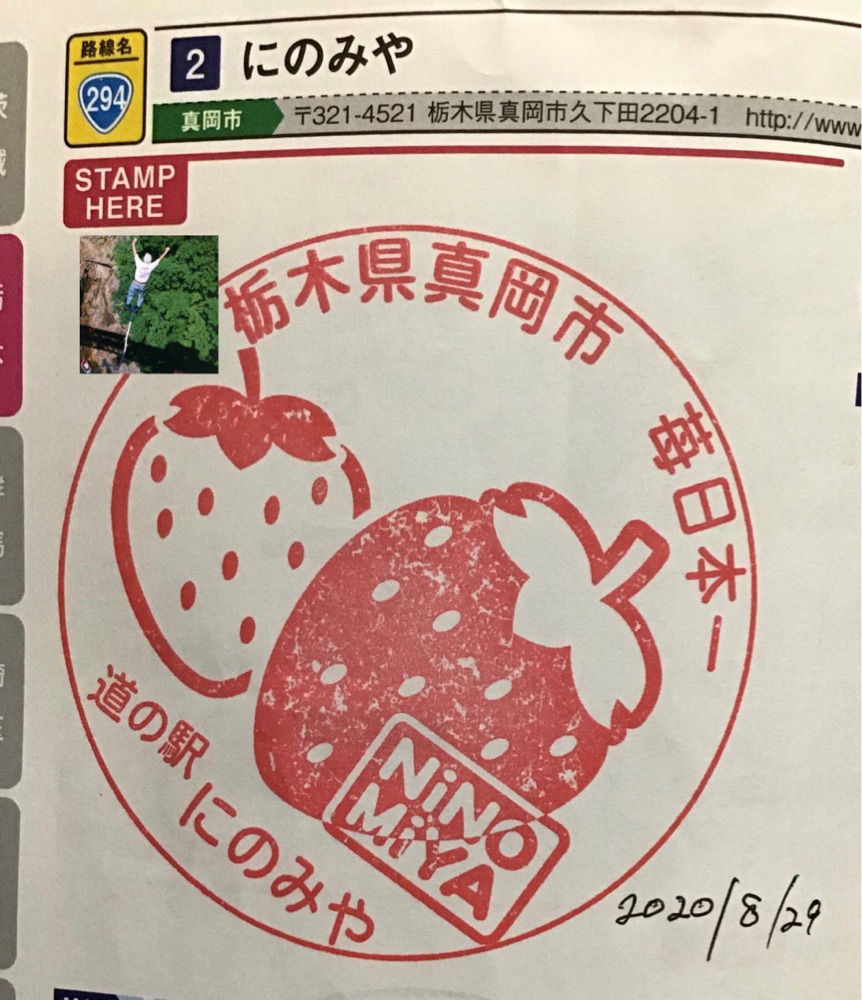 路線名
294
2 にのみや
真岡市 〒321-4521 栃木県真岡市久下田2204-1 http://www
STAMP
HERE
栃木県真岡市
苺日本一
道の駅
にのみや
NiNO
MiYA
2020/8/29